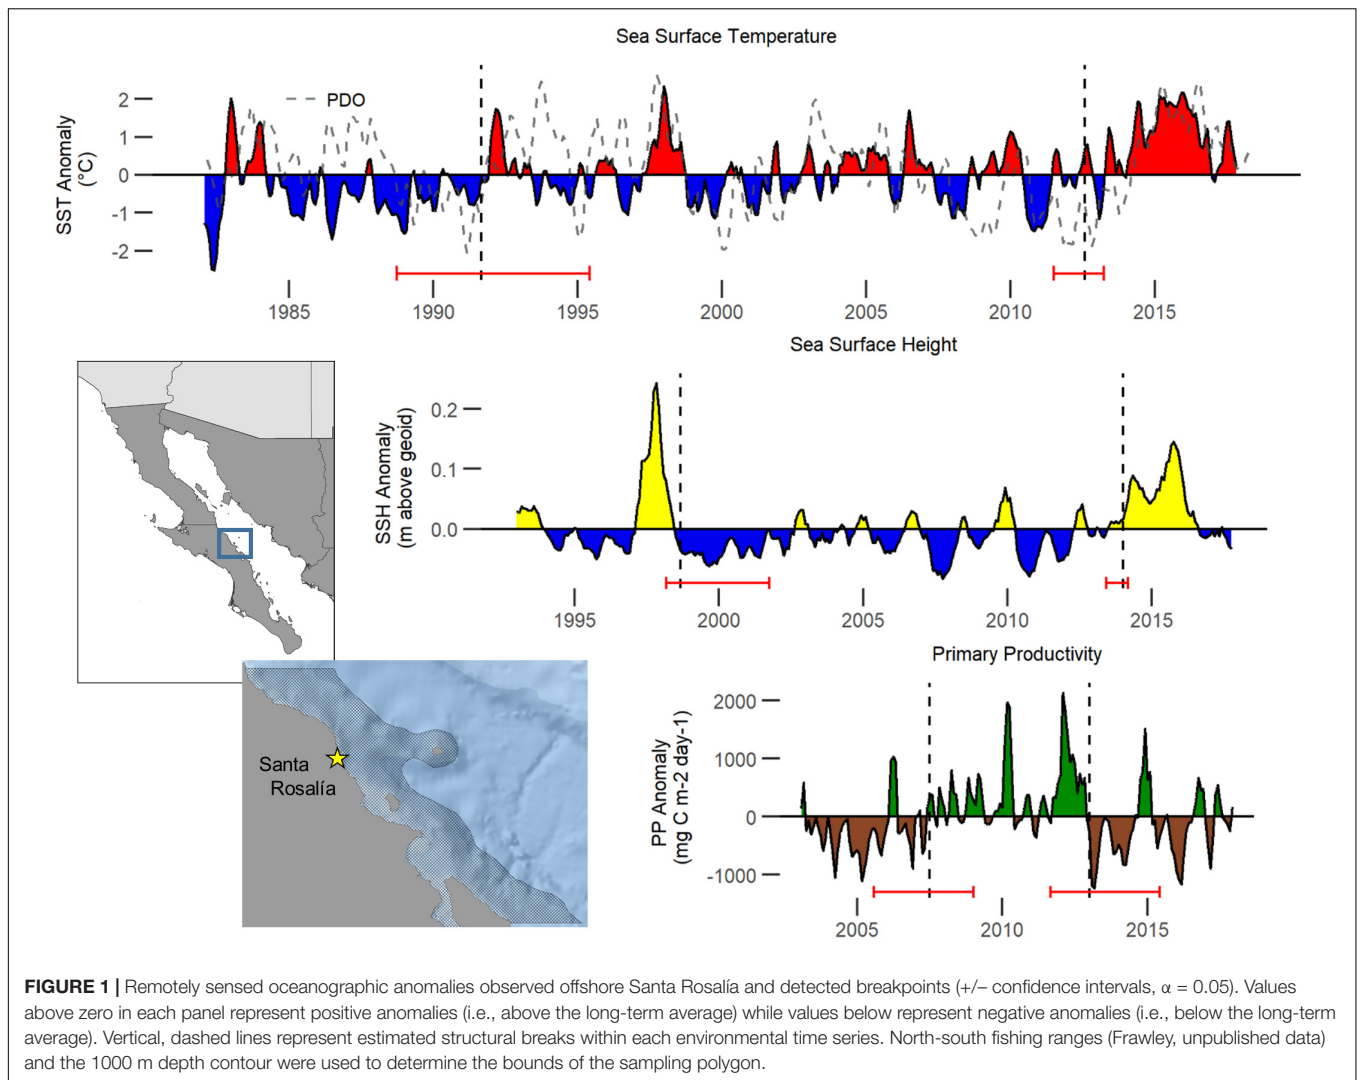 Sea Surface Temperature
PDO
SST Anomaly
(°C)
2
1
0
-1
-2
1985 1990 1995 2000 2005 2010 2015
Sea Surface Height
SSH Anomaly
(m above geoid)
0.2
0.1
0.0
1995 2000 2005 2010 2015
Santa
Rosalía
Primary Productivity
PP Anomaly
(mg C m-2 day-1)
2000
1000
0
-1000
2005 2010 2015
FIGURE 1 | Remotely sensed oceanographic anomalies observed offshore Santa Rosalía and detected breakpoints (+/– confidence intervals, α = 0.05). Values
above zero in each panel represent positive anomalies (i.e., above the long-term average) while values below represent negative anomalies (i.e., below the long-term
average). Vertical, dashed lines represent estimated structural breaks within each environmental time series. North-south fishing ranges (Frawley, unpublished data)
and the 1000 m depth contour were used to determine the bounds of the sampling polygon.